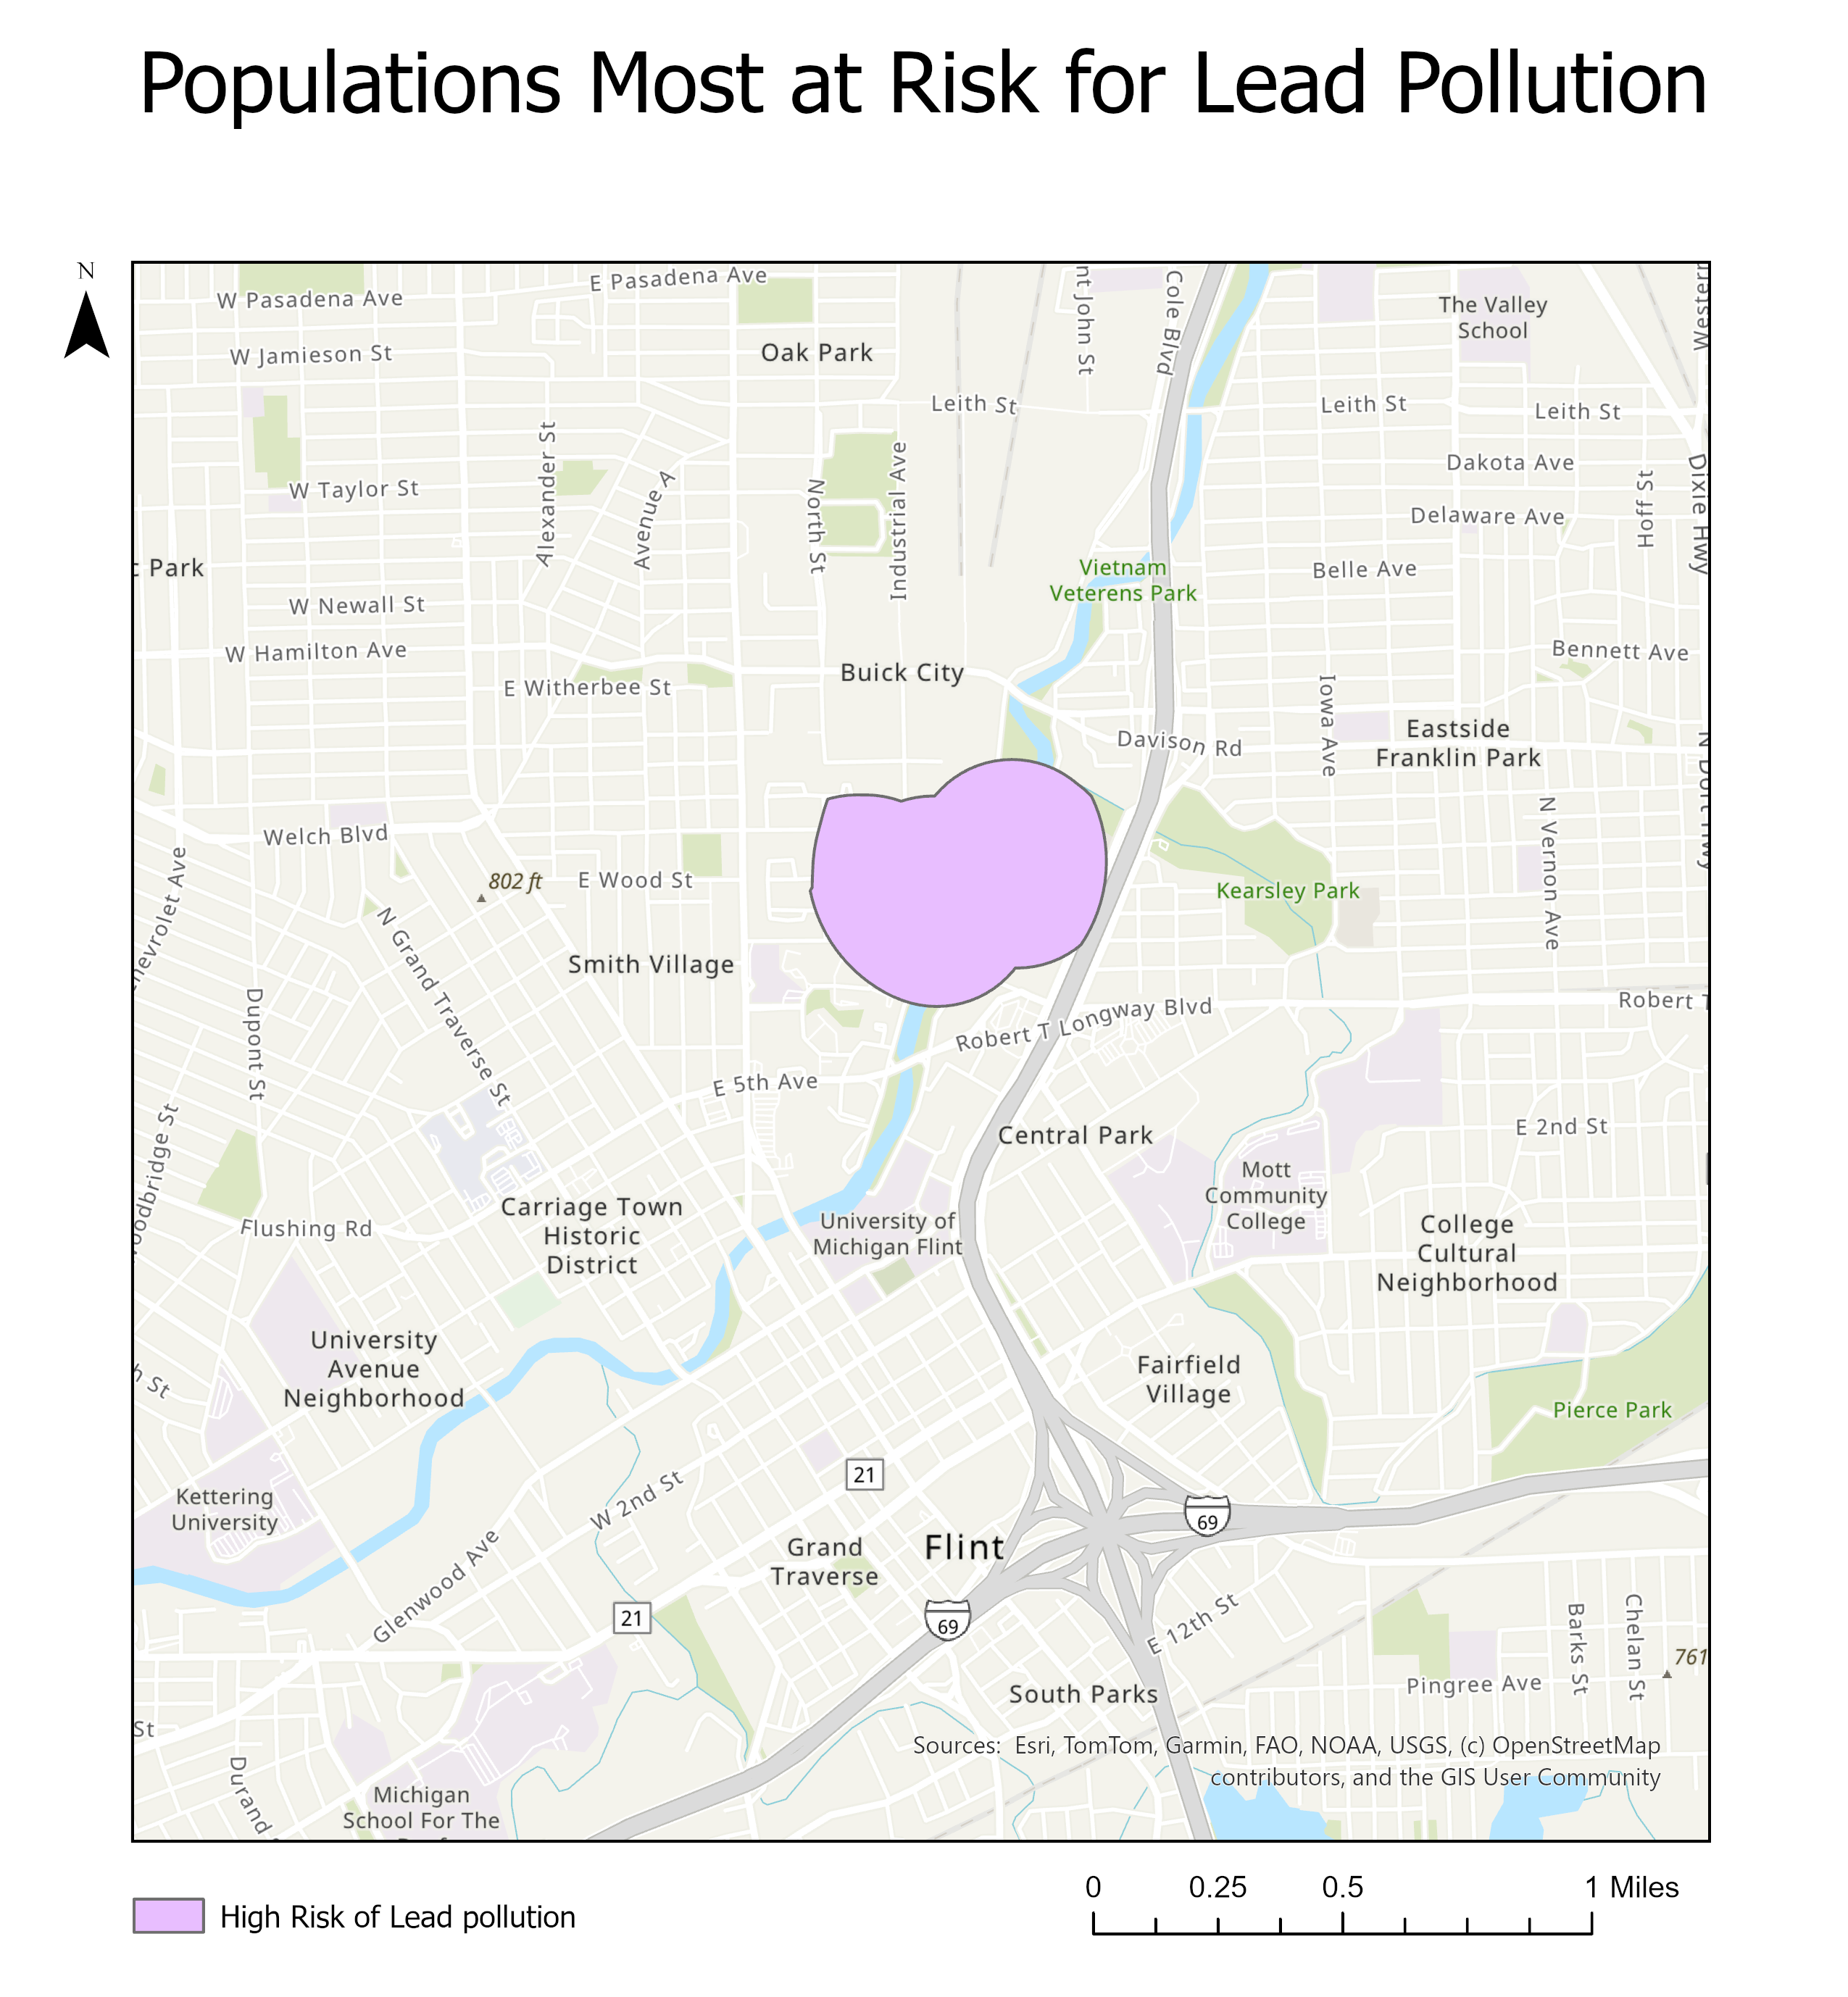 Populations Most at Risk for Lead Pollution
N
W Pasadena Ave
E Pasadena Ave
nt John St
Cole Blvd
The Valley
School
Western
W Jamieson St
Oak Park
Leith St
Leith St
Leith St
Alexander St
Avenue A
North St
Industrial Ave
Dakota Ave
Hoff St
Dixie Hwy
W Taylor St
Delaware Ave
c Park
Vietnam
Veterens Park
Belle Ave
W Newall St
W Hamilton Ave
Bennett Ave
E Witherbee St
Buick City
Iowa Ave
Davison Rd
Eastside
Franklin Park
N Dort Hwy
Welch Blvd
N Vernon Ave
802 ft
E Wood St
Kearsley Park
hevrolet Ave
N Grand Traverse St
Smith Village
Dupont St
Robert T Longway Blvd
Robert T
E 5th Ave
oodbridge St
Central Park
E 2nd St
Mott
Community
College
Carriage Town
Historic
District
Flushing Rd
University of
Michigan Flint
College
Cultural
Neighborhood
University
Avenue
Neighborhood
h St
Fairfield
Village
Pierce Park
21
Kettering
University
W 2nd St
69
Glenwood Ave
Grand
Traverse
Flint
21
69
E 12th St
Barks St
Chelan St
761
Pingree Ave
South Parks
St
Sources: Esri, TomTom, Garmin, FAO, NOAA, USGS, (c) OpenStreetMap
contributors, and the GIS User Community
Durand
Michigan
School For The
High Risk of Lead pollution
0 0.25 0.5 1 Miles